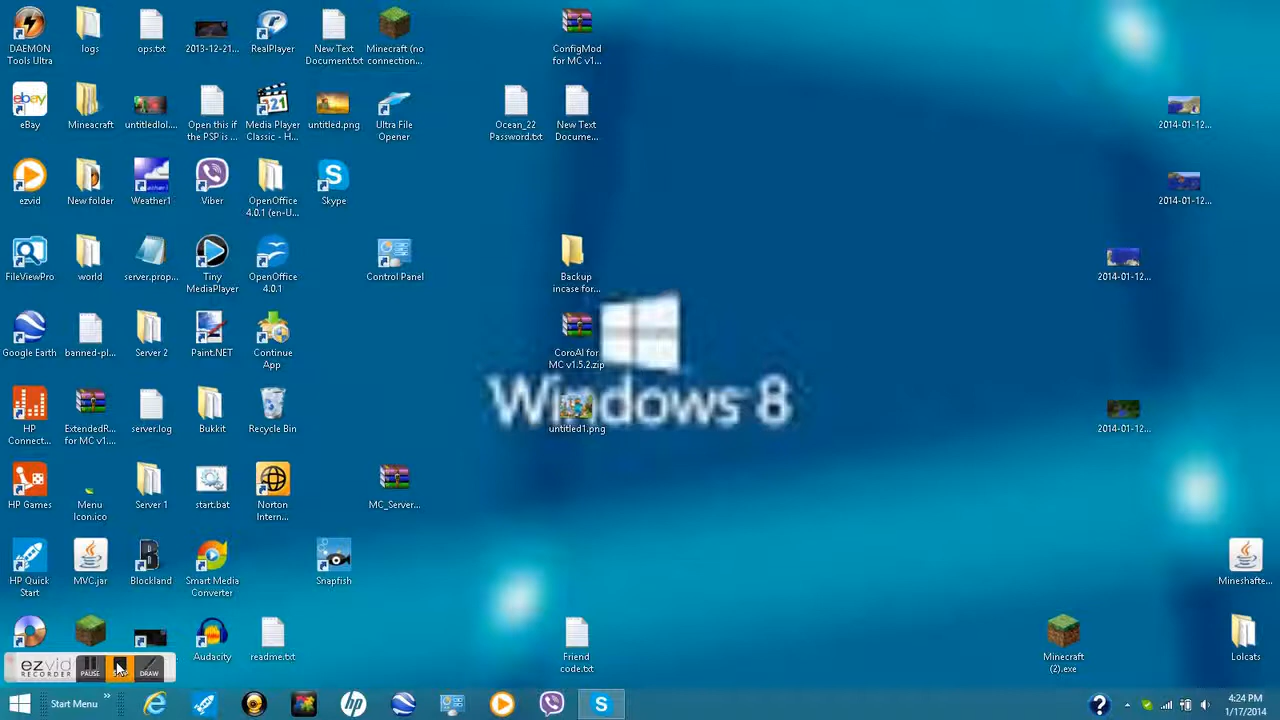 DAEMON
Tools Ultra
logs
ops.txt
2013-12-21...
RealPlayer
New Text
Document.txt
Minecraft (no
connection...
ConfigMod
for MC v1...
ebay
eBay
Mineacraft
untitledlol....
Open this if
the PSP is ...
321
Media Player
Classic - H...
untitled.png
Ultra File
Opener
Ocean_22
Password.txt
New Text
Docume...
2014-01-12...
ezvid
New folder
Weather1
Viber
OpenOffice
4.0.1 (en-U...
Skype
2014-01-12...
FileViewPro
world
server.prop...
Tiny
MediaPlayer
OpenOffice
4.0.1
Control Panel
Backup
incase for...
2014-01-12...
Google Earth
banned-pl...
Server 2
Paint.NET
Continue
App
CoroAI for
MC v1.5.2.zip
Windows 8
HP
Connect...
ExtendedR...
for MC v1....
server.log
Bukkit
Recycle Bin
untitled1.png
2014-01-12...
HP Games
Menu
Icon.ico
Server 1
start.bat
Norton
Intern...
MC_Server...
HP Quick
Start
MVC.jar
Blockland
Smart Media
Converter
Snapfish
Mineshafte...
Audacity
readme.txt
Friend
code.txt
Minecraft
(2).exe
Lolcats
ezvid
RECORDER
PAUSE
DRAW
Start Menu
4:24 PM
1/17/2014